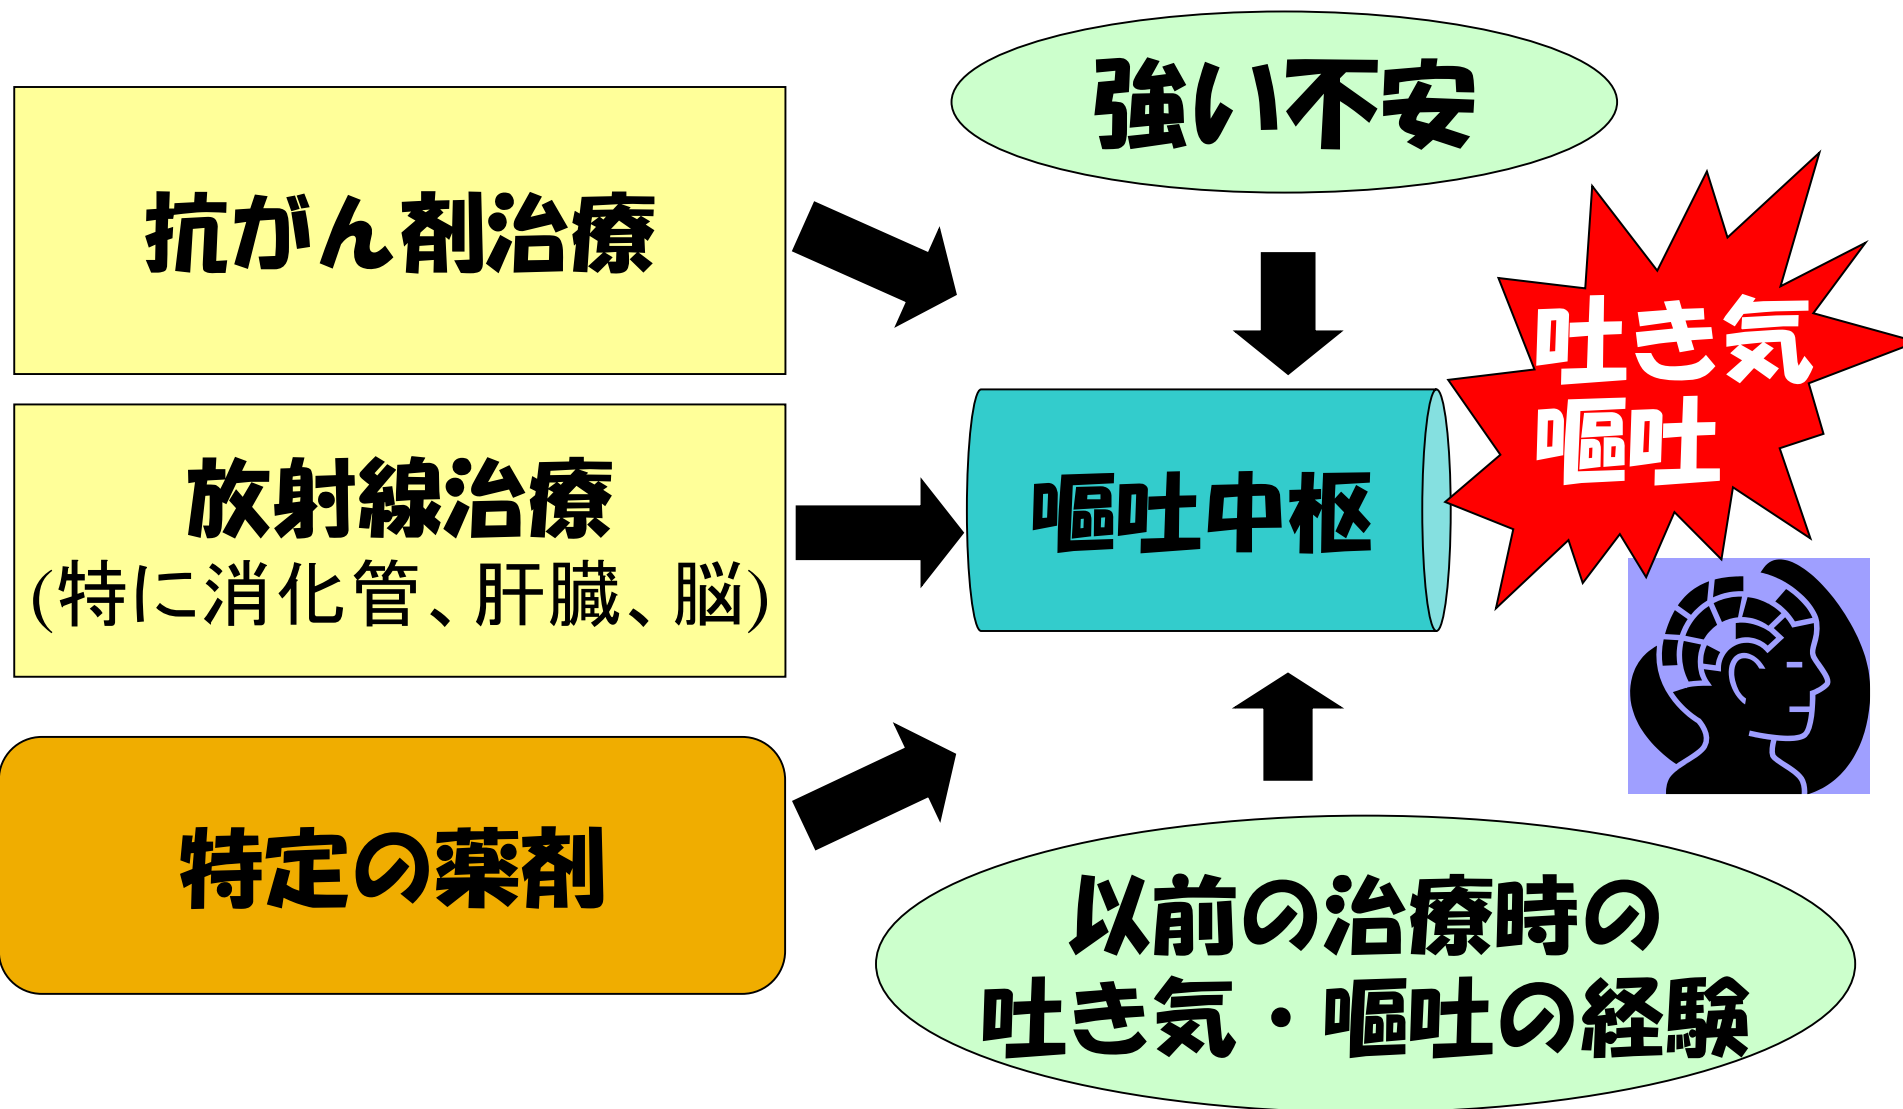 強い不安
抗がん剤治療
吐き気
嘔吐
放射線治療
(特に消化管、肝臓、脳)
嘔吐中枢
特定の薬剤
以前の治療時の
吐き気・嘔吐の経験